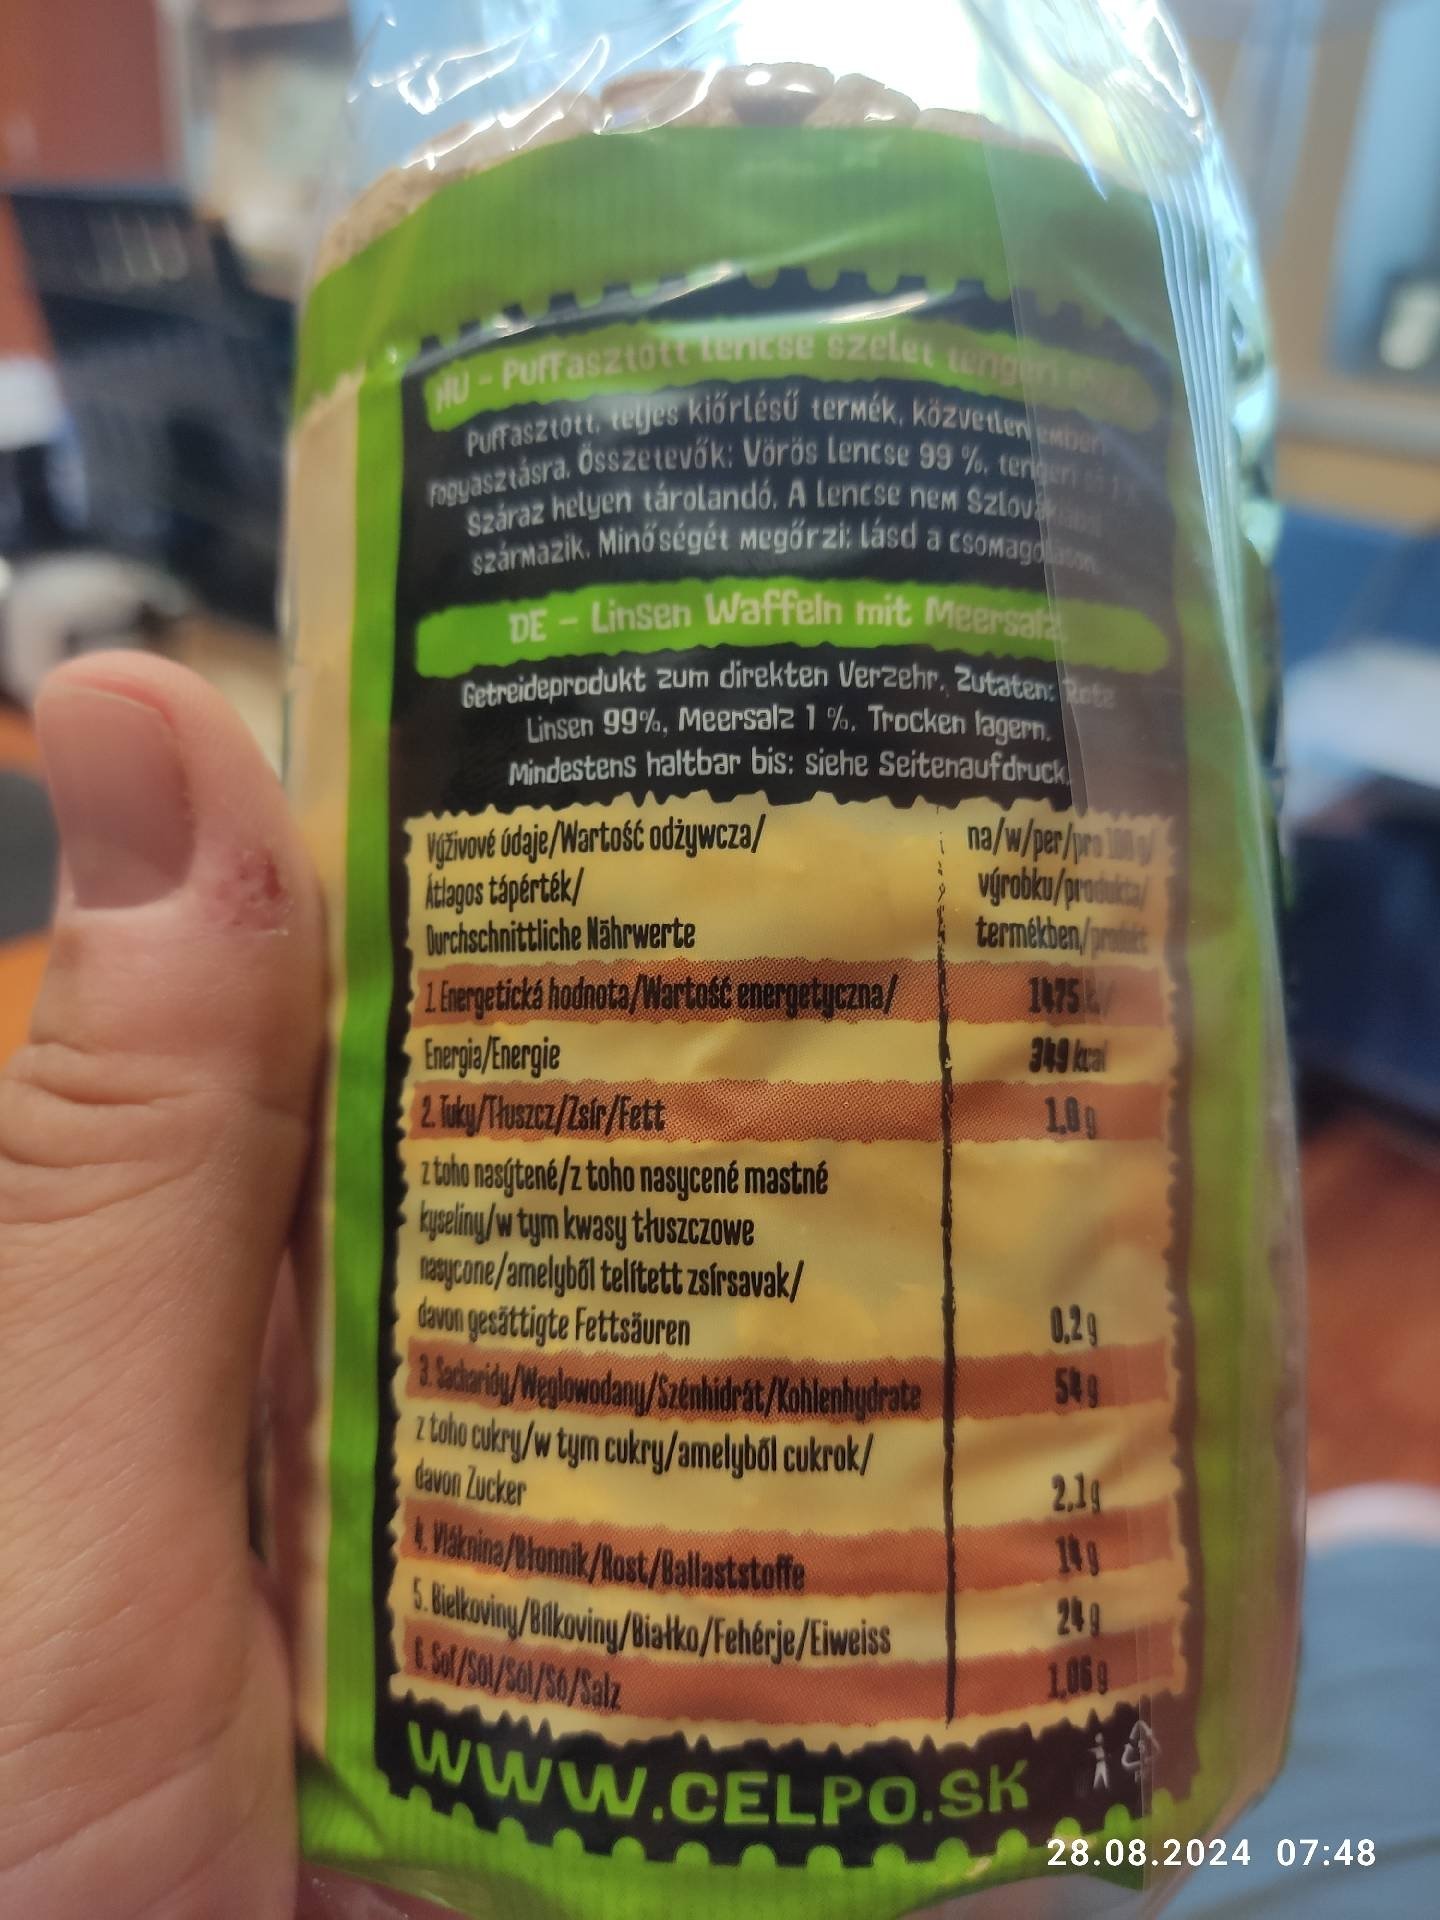 HU - Puffasztott lencse szelet tengeri
Puffasztott, teljes kiőrlésű termék, közvetlen emberi
fogyasztásra. Összetevők: Vörös lencse 99 %, tengeri só 1
Száraz helyen tárolandó. A lencse nem
származik. Minőségét megőrzi: lásd a csomagoláson.
DE - Linsen Waffeln mit Meersalz
Getreideprodukt zum direkten Verzehr. Zutaten: Rote
Linsen 99%, Meersalz 1 %. Trocken lagern.
Mindestens haltbar bis: siehe Seitenaufdruck.
Výživové údaje/Wartość odżywcza/ na/w/per/pro 100 g/
Átlagos tápérték/ výrobku/produktu/
Durchschnittliche Nährwerte termékben/produkt
1. Energetická hodnota/Wartość energetyczna/ 1475 kJ/
Energia/Energie 349 kcal
2. Tuky/Tłuszcz/Zsír/Fett 1,0 g
z toho nasýtené/z toho nasycené mastné
kyseliny/w tym kwasy tłuszczowe
nasycone/amelyből telített zsírsavak/
davon gesättigte Fettsäuren 0,2 g
3. Sacharidy/Węglowodany/Szénhidrát/Kohlenhydrate 54 g
z toho cukry/w tym cukry/amelyből cukrok/
davon Zucker 2,1 g
4. Vláknina/Błonnik/Rost/Ballaststoffe 14 g
5. Bielkoviny/Bílkoviny/Białko/Fehérje/Eiweiss 24 g
6. Soľ/Sůl/Sól/Só/Salz 1,06 g
WWW.CELPO.SK
28.08.2024 07:48